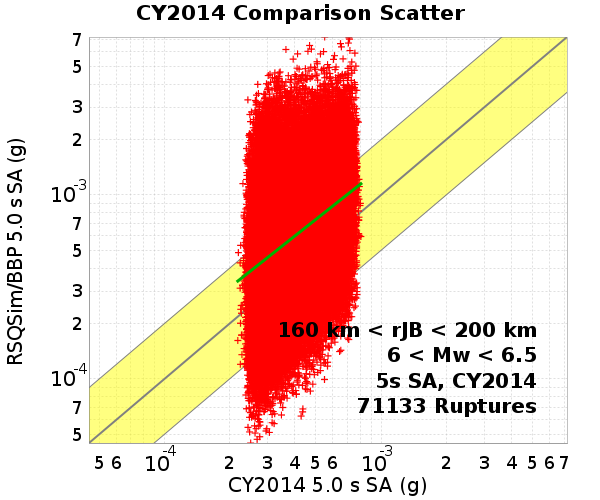 CY2014 Comparison Scatter
RSQSim/BBP 5.0 s SA (g)
7
5
3
2
10-3
7
5
3
2
10-4
7
5
160 km < rJB < 200 km
6 < Mw < 6.5
5s SA, CY2014
71133 Ruptures
5 6 10-4 2 3 4 5 6 10-3 2 3 4 5 6 7
CY2014 5.0 s SA (g)